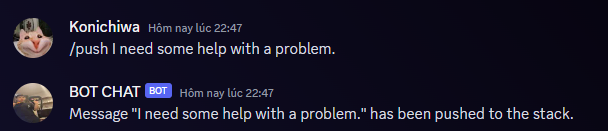 Konichiwa Hôm nay lúc 22:47
/push I need some help with a problem.
BOT CHAT BOT Hôm nay lúc 22:47
Message "I need some help with a problem." has been pushed to the stack.